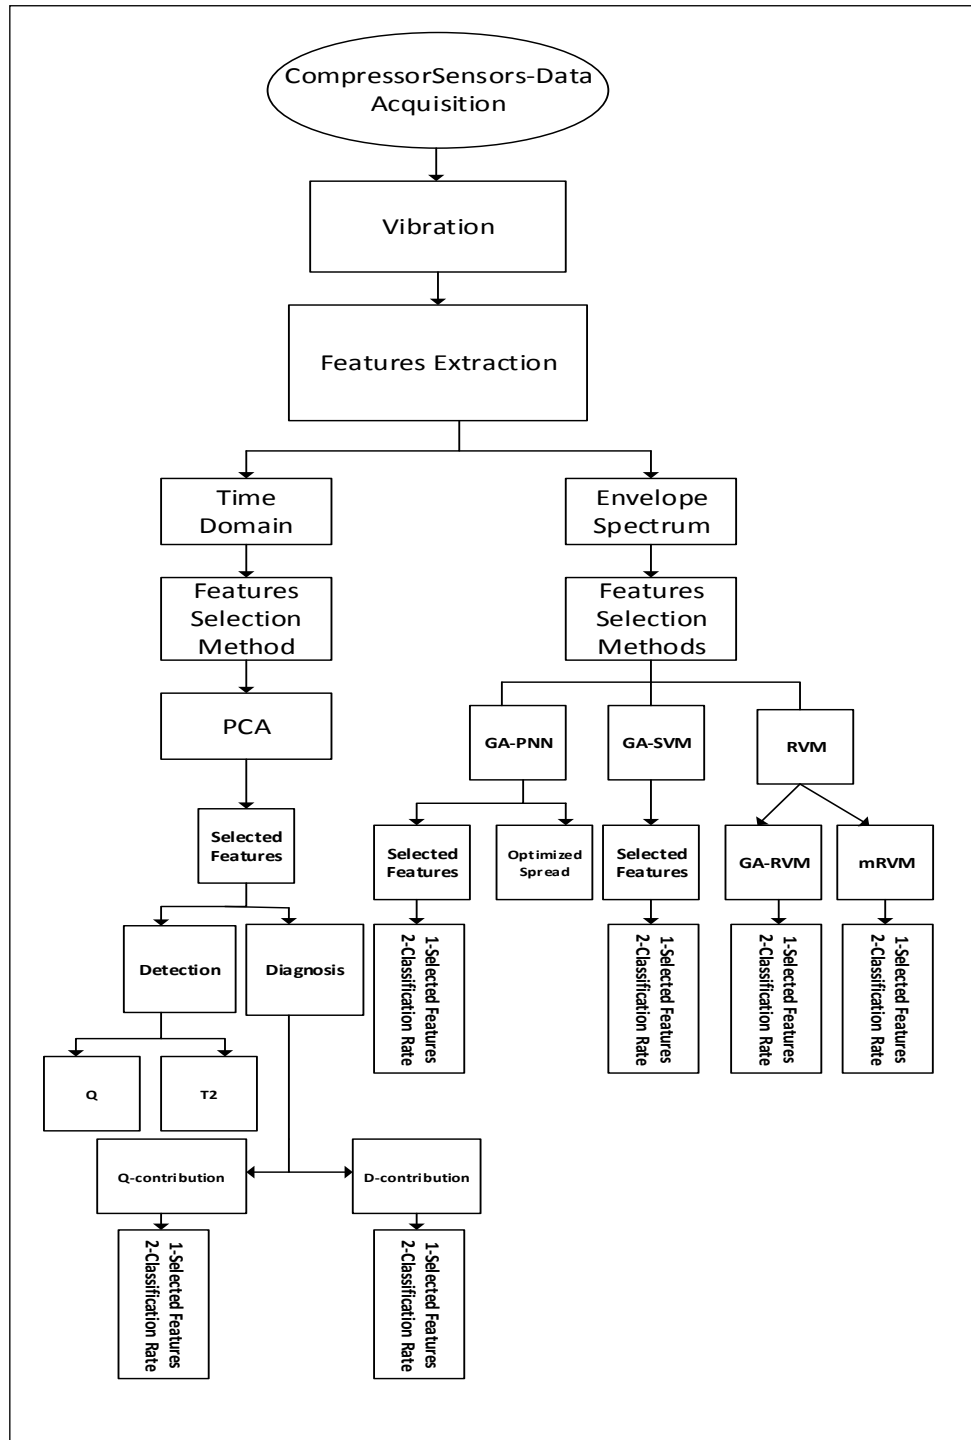 CompressorSensors-Data
Acquisition
Vibration
Features Extraction
Time
Domain
Envelope
Spectrum
Features
Selection
Method
Features
Selection
Methods
PCA
GA-PNN
GA-SVM
RVM
Selected
Features
Selected
Features
Optimized
Spread
Selected
Features
GA-RVM
mRVM
Detection
Diagnosis
1-Selected Features
2-Classification Rate
1-Selected Features
2-Classification Rate
1-Selected Features
2-Classification Rate
1-Selected Features
2-Classification Rate
Q
T2
Q-contribution
D-contribution
1-Selected Features
2-Classification Rate
1-Selected Features
2-Classification Rate